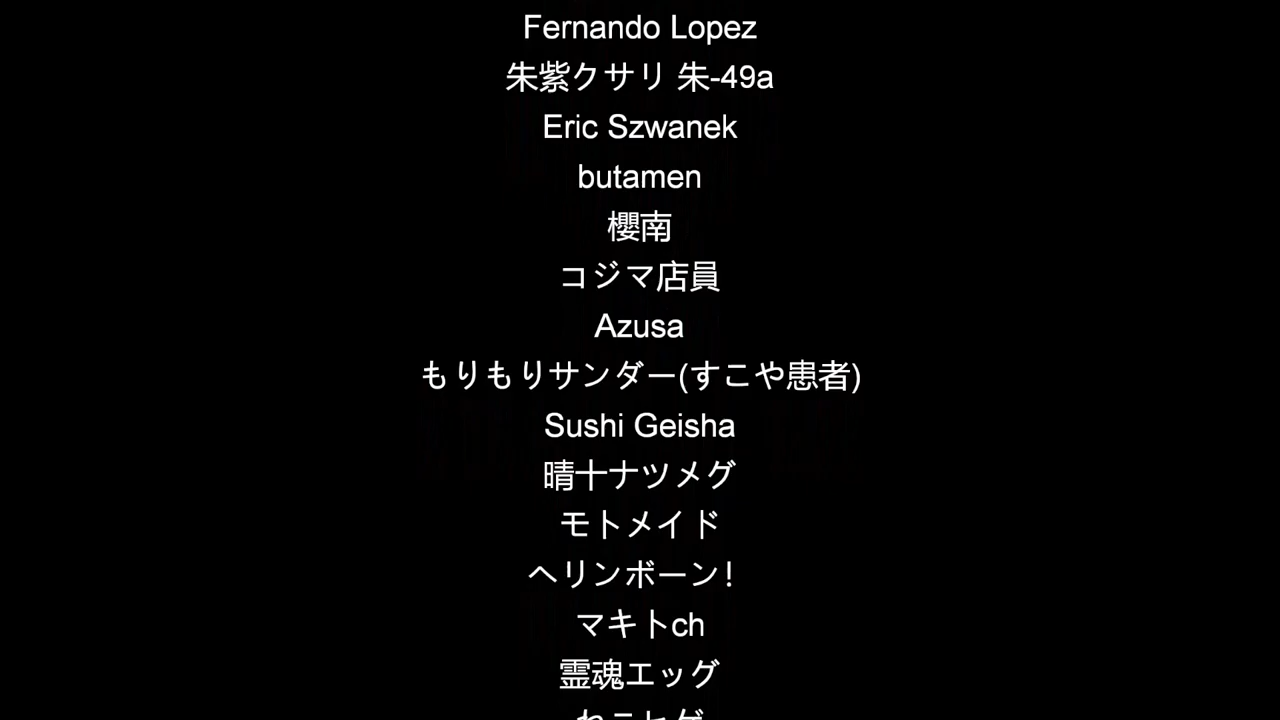 Fernando Lopez
朱紫クサリ 朱-49a
Eric Szwanek
butamen
櫻南
コジマ店員
Azusa
もりもりサンダー(すこや患者)
Sushi Geisha
晴十ナツメグ
モトメイド
ヘリンボーン！
マキトch
霊魂エッグ